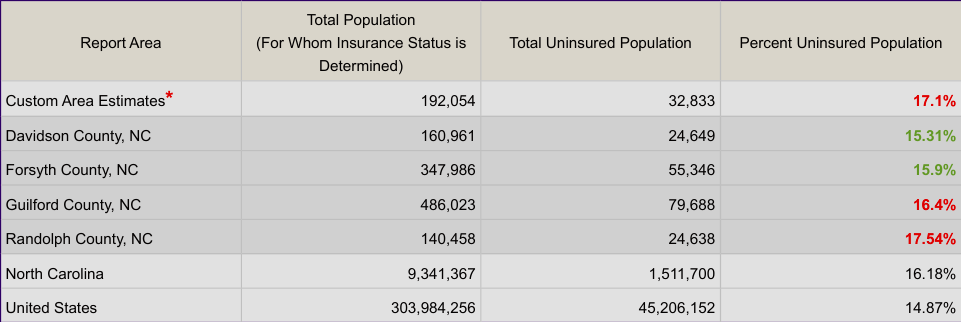 Report Area
Total Population
(For Whom Insurance Status is
Determined)
Total Uninsured Population
Percent Uninsured Population
Custom Area Estimates* 192,054 32,833 17.1%
Davidson County, NC 160,961 24,649 15.31%
Forsyth County, NC 347,986 55,346 15.9%
Guilford County, NC 486,023 79,688 16.4%
Randolph County, NC 140,458 24,638 17.54%
North Carolina 9,341,367 1,511,700 16.18%
United States 303,984,256 45,206,152 14.87%